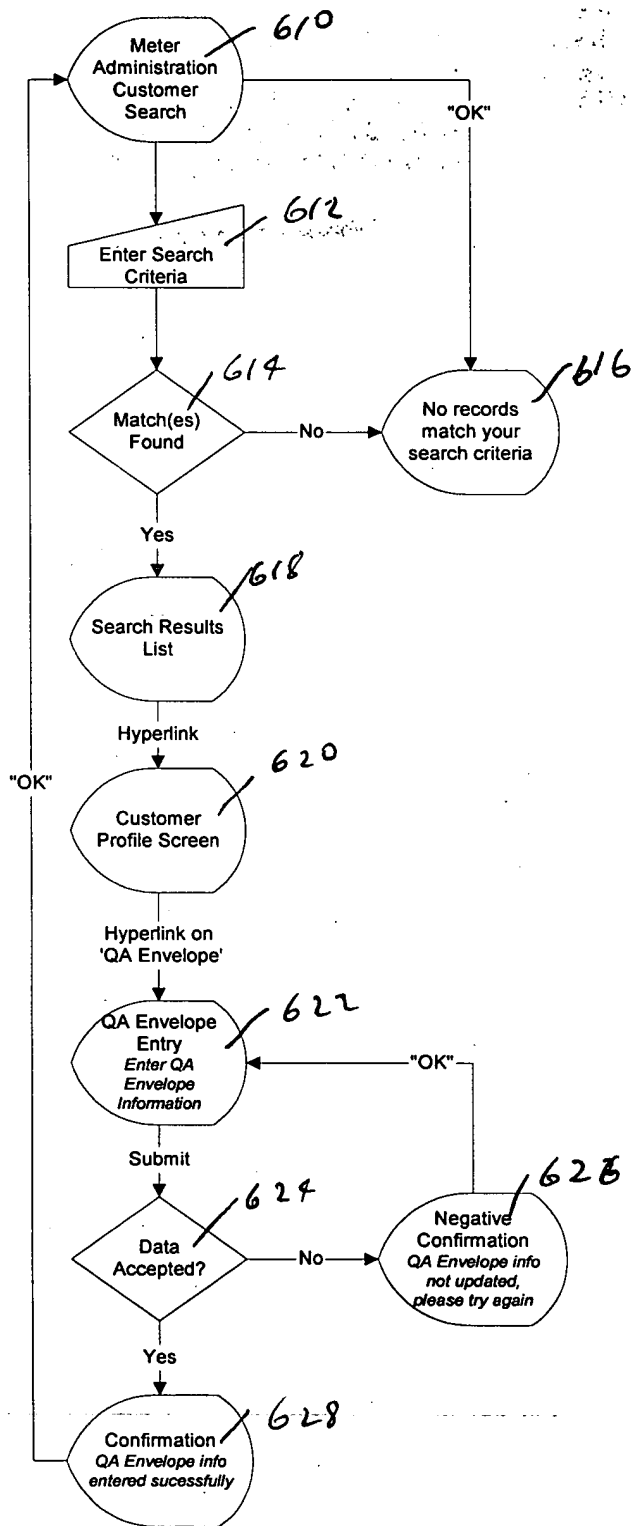 610
Meter
Administration
Customer
Search
"OK"
612
Enter Search
Criteria
614
616
Match(es)
Found
No
No records
match your
search criteria
Yes
618
Search Results
List
Hyperlink
620
"OK"
Customer
Profile Screen
Hyperlink on
'QA Envelope'
622
QA Envelope
Entry
Enter QA
Envelope
Information
"OK"
Submit
624
Data
Accepted?
No
Negative
Confirmation
QA Envelope info
not updated,
please try again
Yes
628
Confirmation
QA Envelope info
entered sucessfully